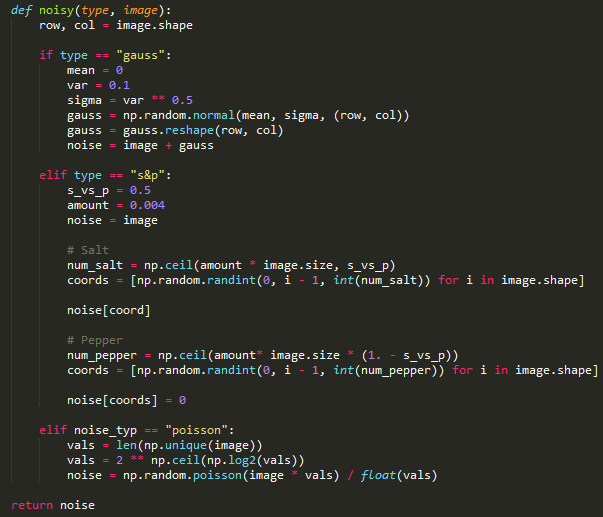 def noisy(type, image):
    row, col = image.shape

    if type == "gauss":
        mean = 0
        var = 0.1
        sigma = var ** 0.5
        gauss = np.random.normal(mean, sigma, (row, col))
        gauss = gauss.reshape(row, col)
        noise = image + gauss

    elif type == "s&p":
        s_vs_p = 0.5
        amount = 0.004
        noise = image

        # Salt
        num_salt = np.ceil(amount * image.size, s_vs_p)
        coords = [np.random.randint(0, i - 1, int(num_salt)) for i in image.shape]

        noise[coord]

        # Pepper
        num_pepper = np.ceil(amount* image.size * (1. - s_vs_p))
        coords = [np.random.randint(0, i - 1, int(num_pepper)) for i in image.shape]

        noise[coords] = 0

    elif noise_typ == "poisson":
        vals = len(np.unique(image))
        vals = 2 ** np.ceil(np.log2(vals))
        noise = np.random.poisson(image * vals) / float(vals)

return noise